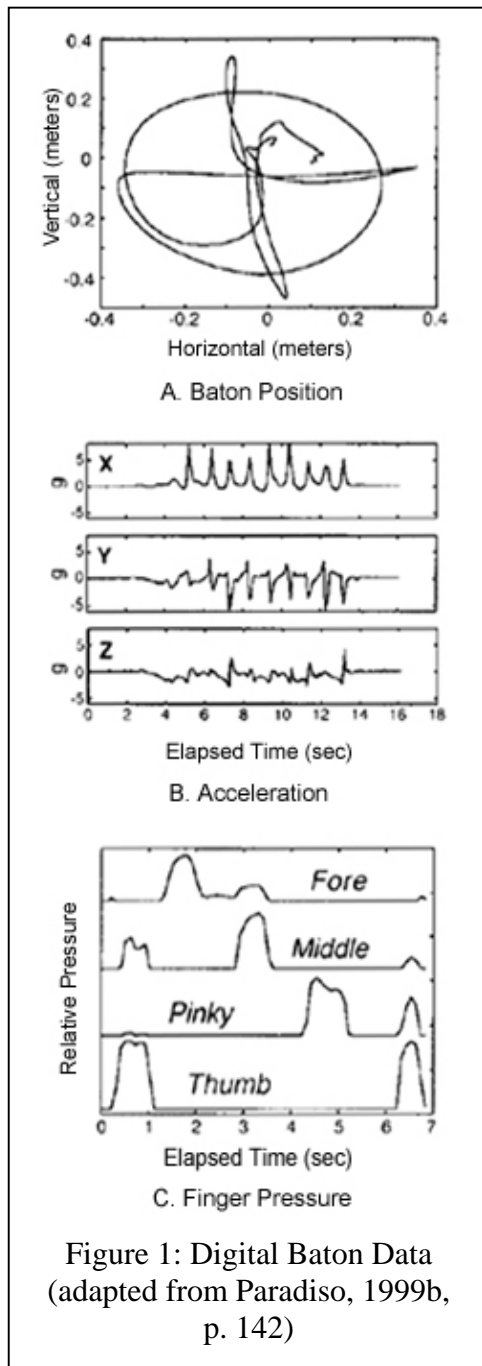 0.4
0.2
0
-0.2
-0.4
Vertical (meters)
-0.4 -0.2 0 0.2 0.4
Horizontal (meters)
A. Baton Position
X
5
0
-5
g
Y
5
0
-5
g
Z
5
0
-5
g
0 2 4 6 8 10 12 14 16 18
Elapsed Time (sec)
B. Acceleration
Fore
Middle
Pinky
Thumb
Relative Pressure
0 1 2 3 4 5 6 7
Elapsed Time (sec)
C. Finger Pressure
Figure 1: Digital Baton Data
(adapted from Paradiso, 1999b,
p. 142)